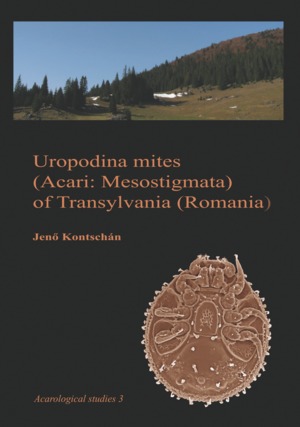 Uropodina mites
(Acari: Mesostigmata)
of Transylvania (Romania)
Jenő Kontschán
Acarological studies 3